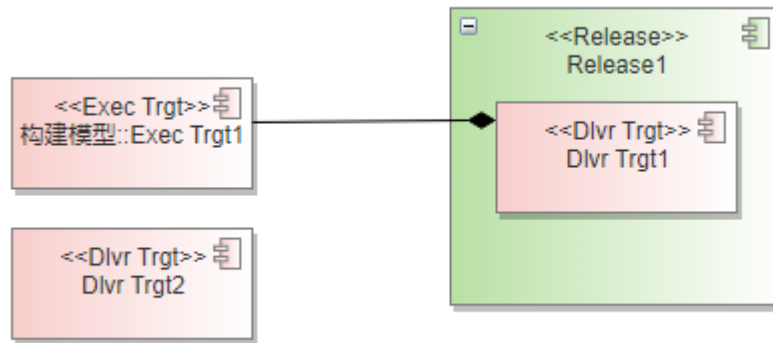 <<Release>>
Release1
<<Exec Trgt>>
构建模型::Exec Trgt1
<<Dlvr Trgt>>
Dlvr Trgt1
<<Dlvr Trgt>>
Dlvr Trgt2